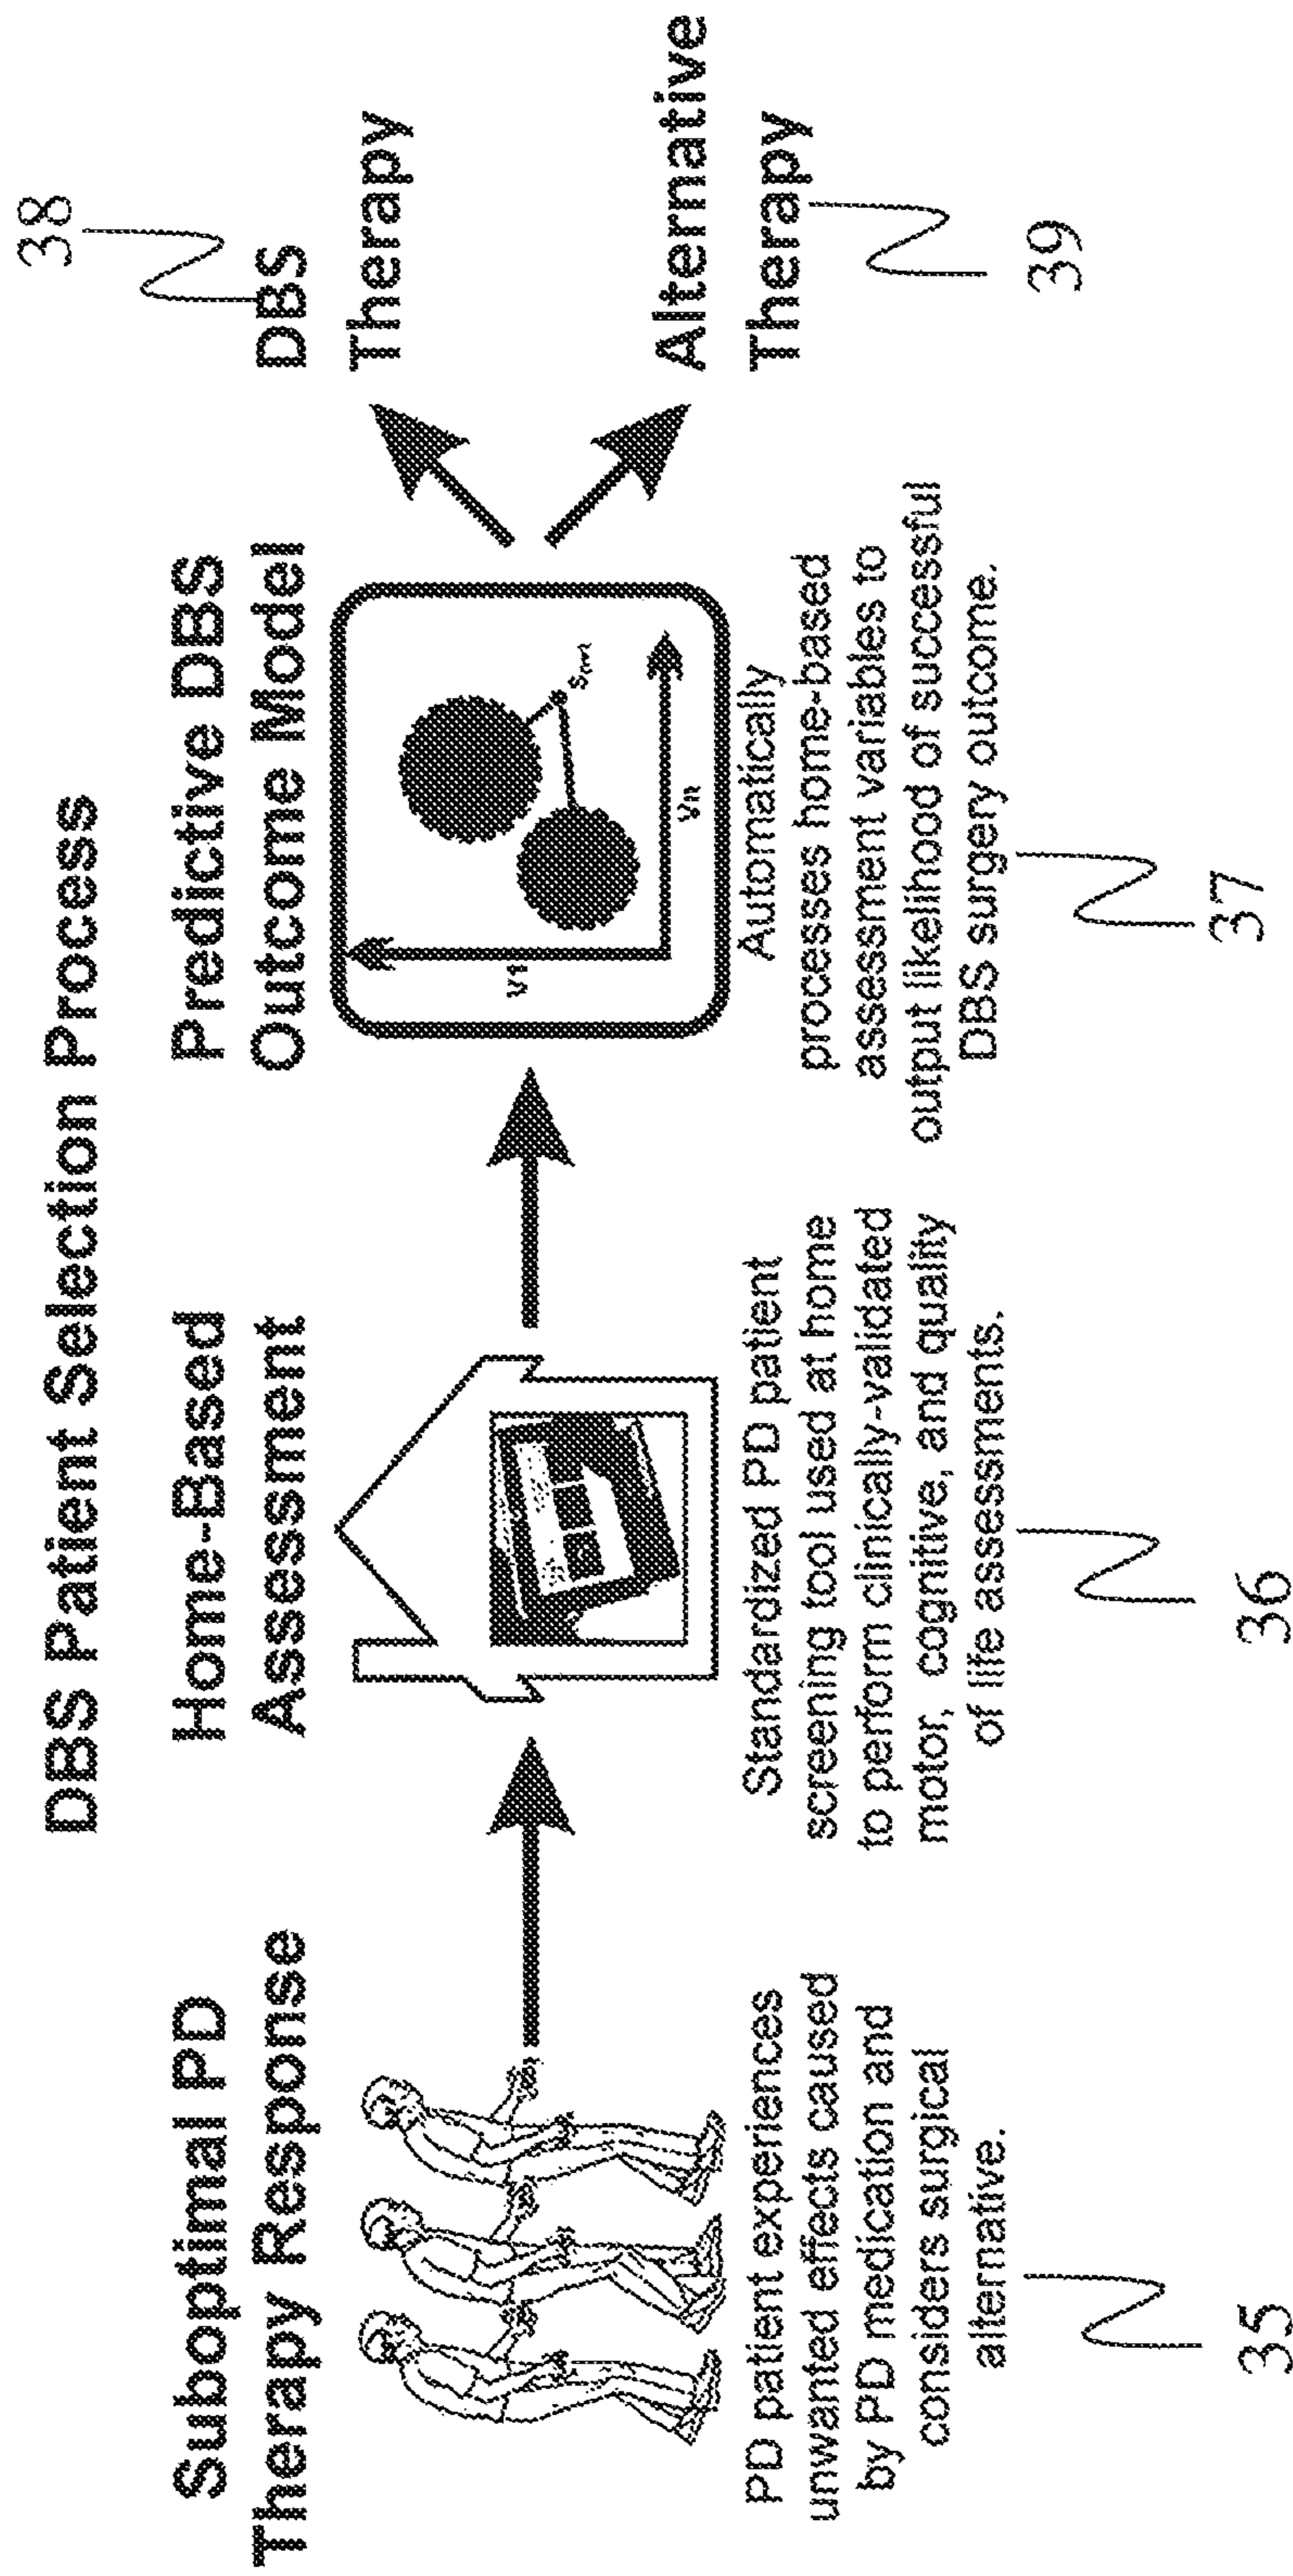 DBS Patient Selection Process
Suboptimal PD
Therapy Response
PD patient experiences
unwanted effects caused
by PD medication and
considers surgical
alternative.
35
Home-Based
Assessment
Standardized PD patient
screening tool used at home
to perform clinically-validated
motor, cognitive, and quality
of life assessments.
36
Predictive DBS
Outcome Model
V1
Vn
Automatically
processes home-based
assessment variables to
output likelihood of successful
DBS surgery outcome.
37
38
DBS
Therapy
Alternative
Therapy
39